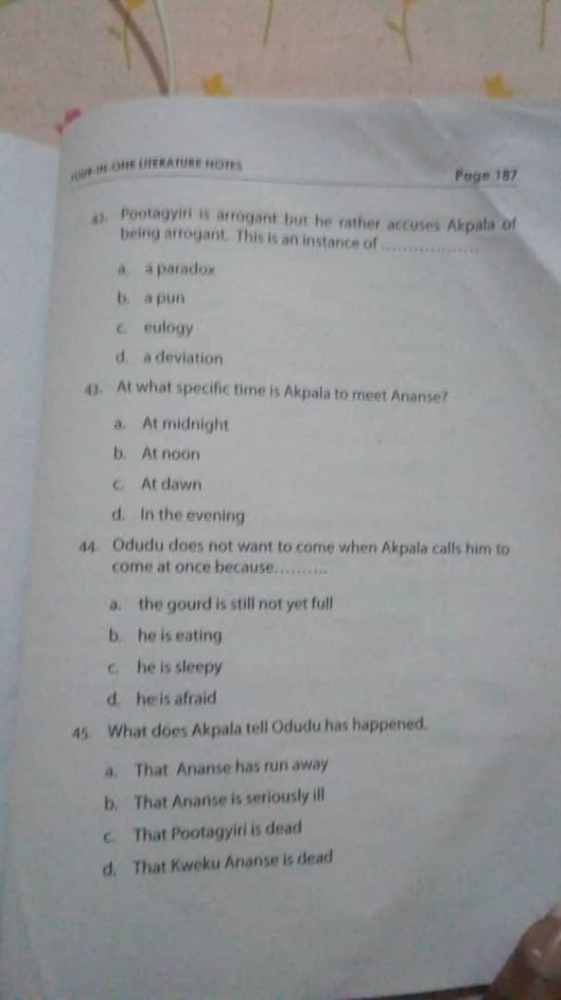 FOUR-IN-ONE LITERATURE NOTES
Page 187
42. Pootagyiri is arrogant but he rather accuses Akpala of
being arrogant. This is an instance of ..................
a. a paradox
b. a pun
c. eulogy
d. a deviation
43. At what specific time is Akpala to meet Ananse?
a. At midnight
b. At noon
c. At dawn
d. In the evening
44. Odudu does not want to come when Akpala calls him to
come at once because..........
a. the gourd is still not yet full
b. he is eating
c. he is sleepy
d. he is afraid
45. What does Akpala tell Odudu has happened.
a. That Ananse has run away
b. That Ananse is seriously ill
c. That Pootagyiri is dead
d. That Kweku Ananse is dead